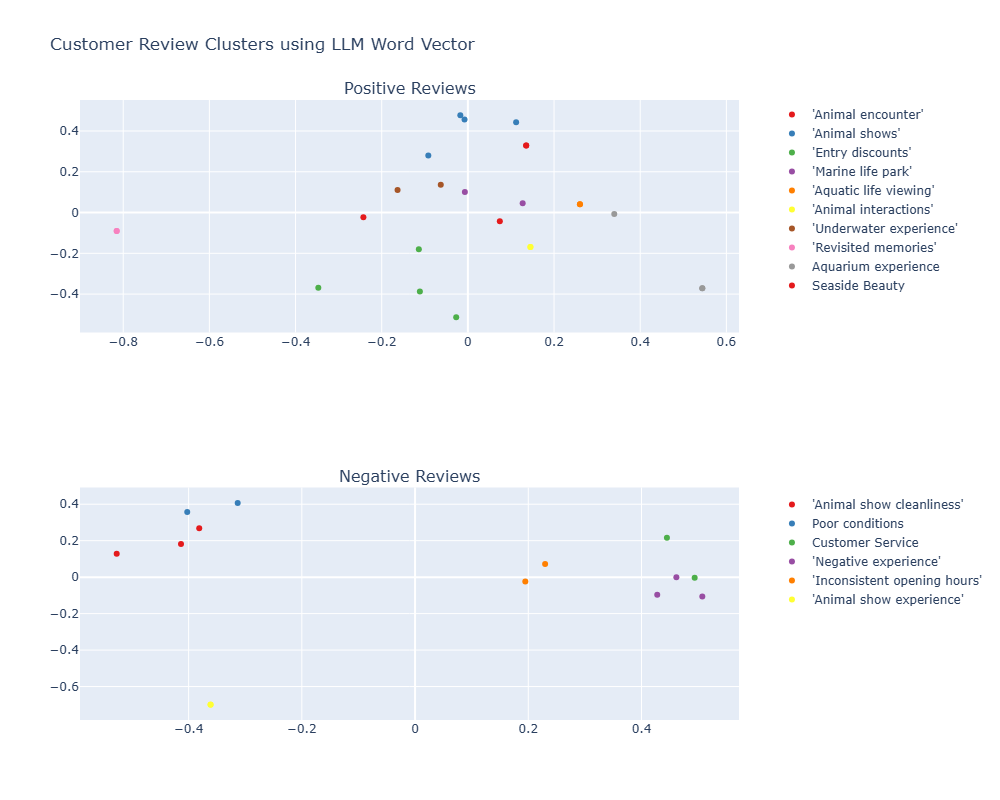 Customer Review Clusters using LLM Word Vector
Positive Reviews
0.4
0.2
0
−0.2
−0.4
−0.8
−0.6
−0.4
−0.2
0
0.2
0.4
0.6
'Animal encounter'
'Animal shows'
'Entry discounts'
'Marine life park'
'Aquatic life viewing'
'Animal interactions'
'Underwater experience'
'Revisited memories'
Aquarium experience
Seaside Beauty
Negative Reviews
0.4
0.2
0
−0.2
−0.4
−0.6
−0.4
−0.2
0
0.2
0.4
'Animal show cleanliness'
Poor conditions
Customer Service
'Negative experience'
'Inconsistent opening hours'
'Animal show experience'